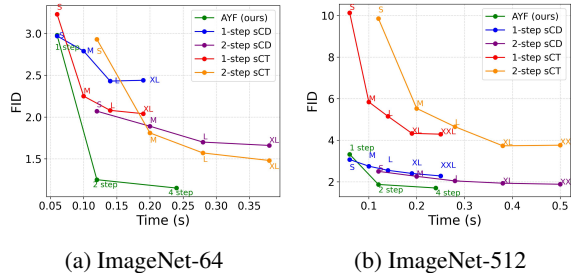 AYF (ours)
1-step sCD
2-step sCD
1-step sCT
2-step sCT
S
S
S
1 step
M
M
S
L
L
XL
XL
M
M
L
L
XL
XL
2 step
4 step
3.0
2.5
2.0
1.5
FID
0.05 0.10 0.15 0.20 0.25 0.30 0.35
Time (s)
(a) ImageNet-64
AYF (ours)
1-step sCD
2-step sCD
1-step sCT
2-step sCT
S
S
M
L
XL
XXL
M
L
XL
XX
1 step
S
M
L
XL
XXL
S
M
L
XL
XX
2 step
4 step
10
8
6
4
2
FID
0.1 0.2 0.3 0.4 0.5
Time (s)
(b) ImageNet-512